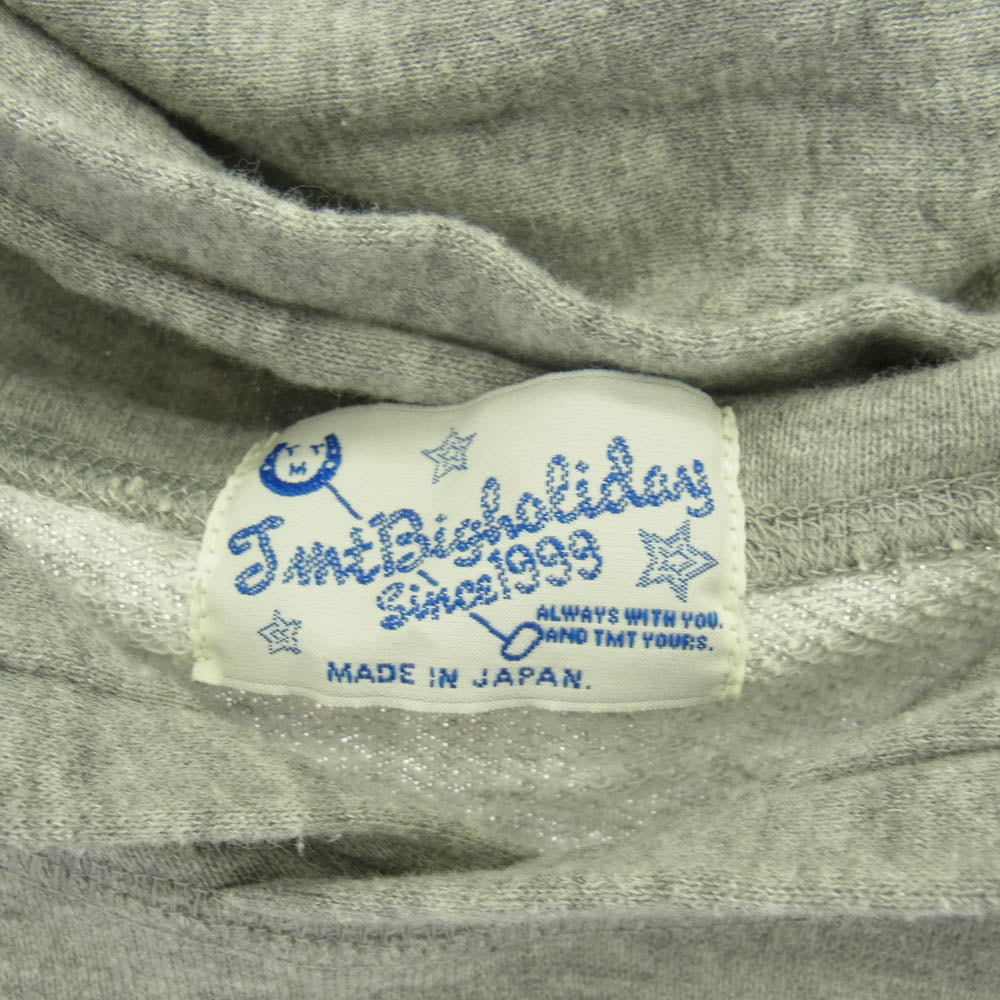 TMT
TmtBigholiday
Since1999
ALWAYS WITH YOU.
AND TMT YOURS.
MADE IN JAPAN.